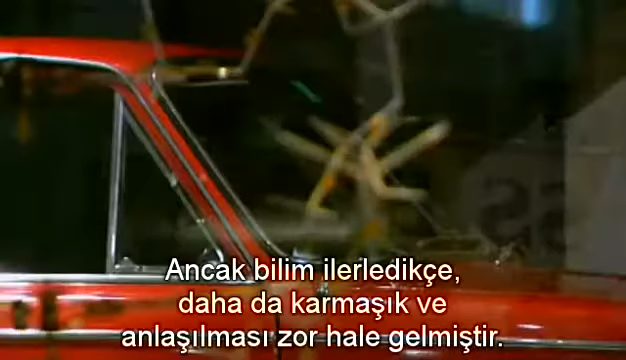 Ancak bilim ilerledikçe,
daha da karmaşık ve
anlaşılması zor hale gelmiştir.